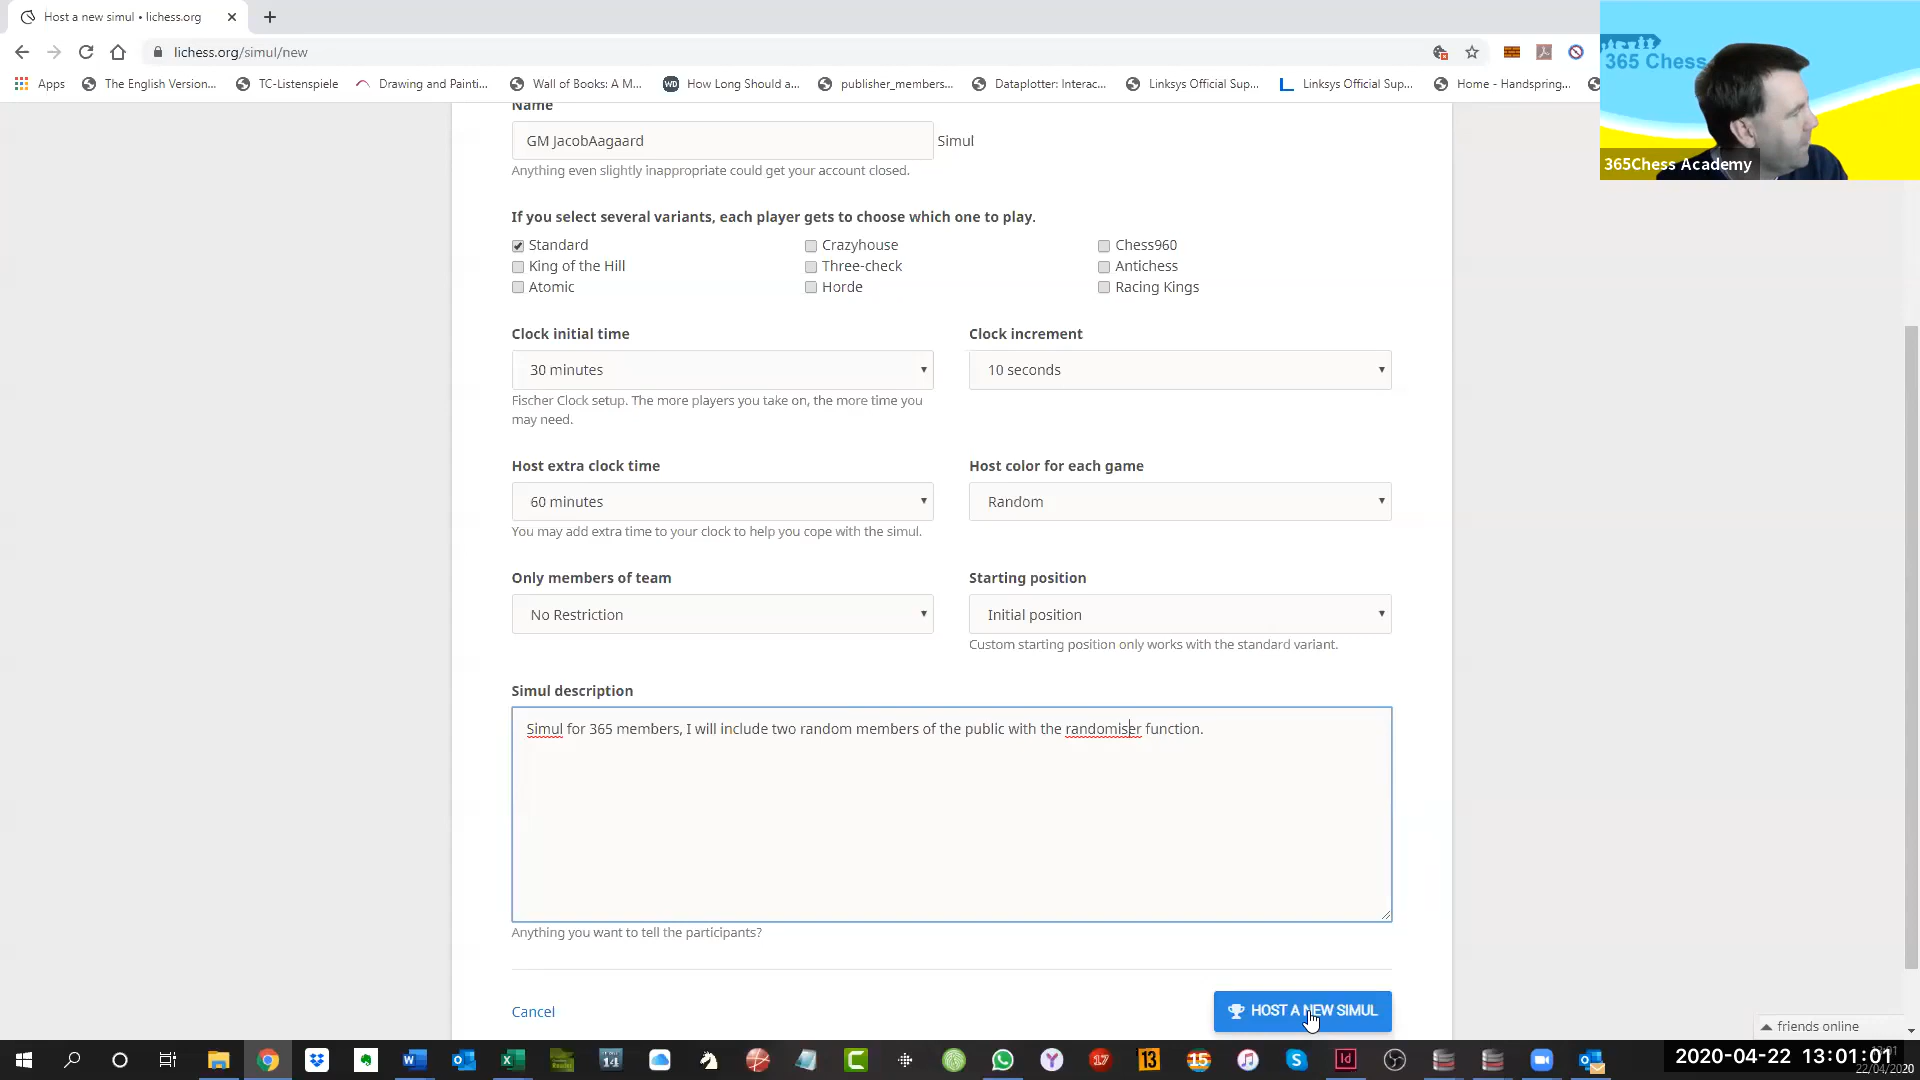 Host a new simul • lichess.org
lichess.org/simul/new
Apps
The English Version...
TC-Listenspiele
Drawing and Painti...
Wall of Books: A M...
How Long Should a...
publisher_members...
Dataplotter: Interac...
Linksys Official Sup...
Linksys Official Sup...
Home - Handspring...
365 Chess
365Chess Academy
Name
GM JacobAagaard
Simul
Anything even slightly inappropriate could get your account closed.
If you select several variants, each player gets to choose which one to play.
Standard
Crazyhouse
Chess960
King of the Hill
Three-check
Antichess
Atomic
Horde
Racing Kings
Clock initial time
Clock increment
30 minutes
10 seconds
Fischer Clock setup. The more players you take on, the more time you
may need.
Host extra clock time
Host color for each game
60 minutes
Random
You may add extra time to your clock to help you cope with the simul.
Only members of team
Starting position
No Restriction
Initial position
Custom starting position only works with the standard variant.
Simul description
Simul for 365 members, I will include two random members of the public with the randomiser function.
Anything you want to tell the participants?
Cancel
HOST A NEW SIMUL
friends online
2020-04-22 13:01:01
22/04/2020